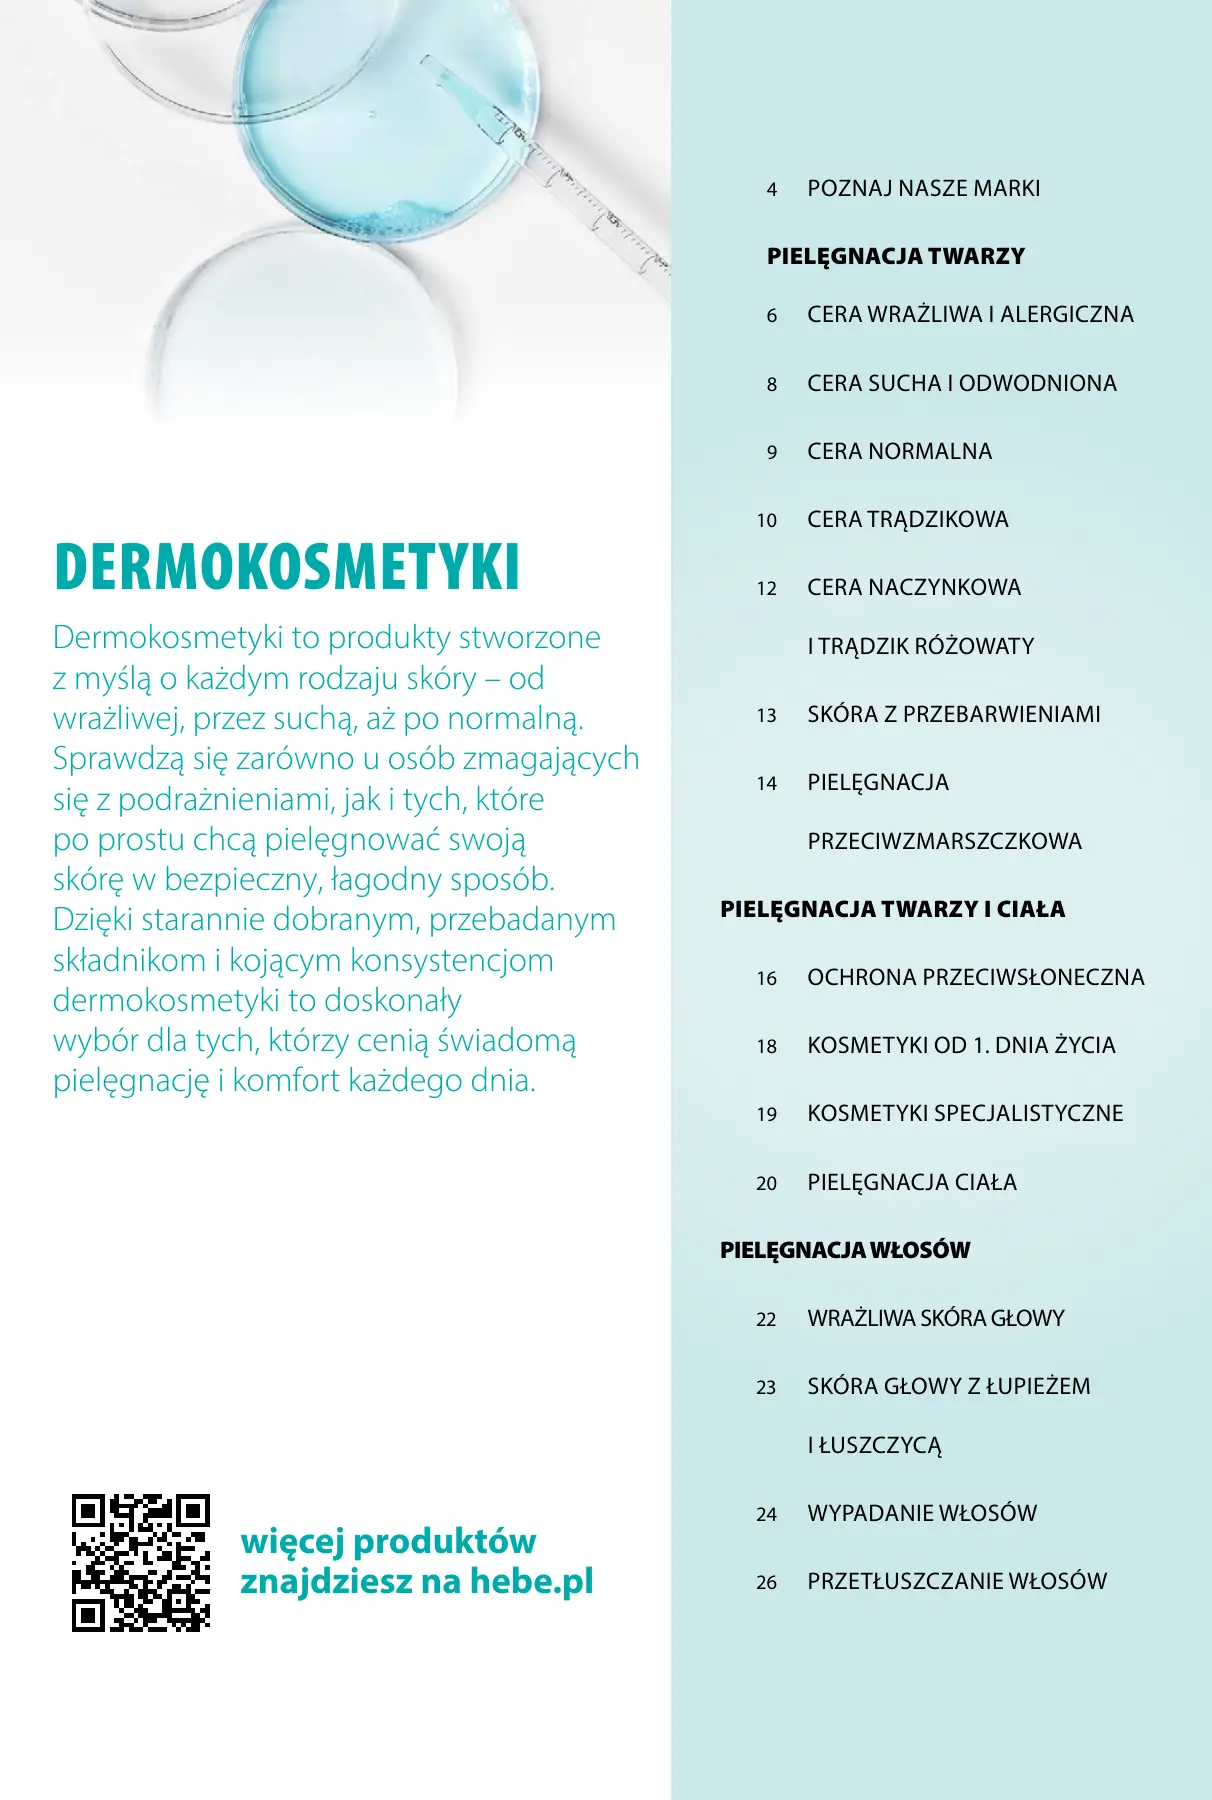 DERMOKOSMETYKI
Dermokosmetyki to produkty stworzone
z myślą o każdym rodzaju skóry – od
wrażliwej, przez suchą, aż po normalną.
Sprawdzą się zarówno u osób zmagających
się z podrażnieniami, jak i tych, które
po prostu chcą pielęgnować swoją
skórę w bezpieczny, łagodny sposób.
Dzięki starannie dobranym, przebadanym
składnikom i kojącym konsystencjom
dermokosmetyki to doskonały
wybór dla tych, którzy cenią świadomą
pielęgnację i komfort każdego dnia.
więcej produktów
znajdziesz na hebe.pl
4 POZNAJ NASZE MARKI
PIELĘGNACJA TWARZY
6 CERA WRAŻLIWA I ALERGICZNA
8 CERA SUCHA I ODWODNIONA
9 CERA NORMALNA
10 CERA TRĄDZIKOWA
12 CERA NACZYNKOWA
I TRĄDZIK RÓŻOWATY
13 SKÓRA Z PRZEBARWIENIAMI
14 PIELĘGNACJA
PRZECIWZMARSZCZKOWA
PIELĘGNACJA TWARZY I CIAŁA
16 OCHRONA PRZECIWSŁONECZNA
18 KOSMETYKI OD 1. DNIA ŻYCIA
19 KOSMETYKI SPECJALISTYCZNE
20 PIELĘGNACJA CIAŁA
PIELĘGNACJA WŁOSÓW
22 WRAŻLIWA SKÓRA GŁOWY
23 SKÓRA GŁOWY Z ŁUPIEŻEM
I ŁUSZCZYCĄ
24 WYPADANIE WŁOSÓW
26 PRZETŁUSZCZANIE WŁOSÓW